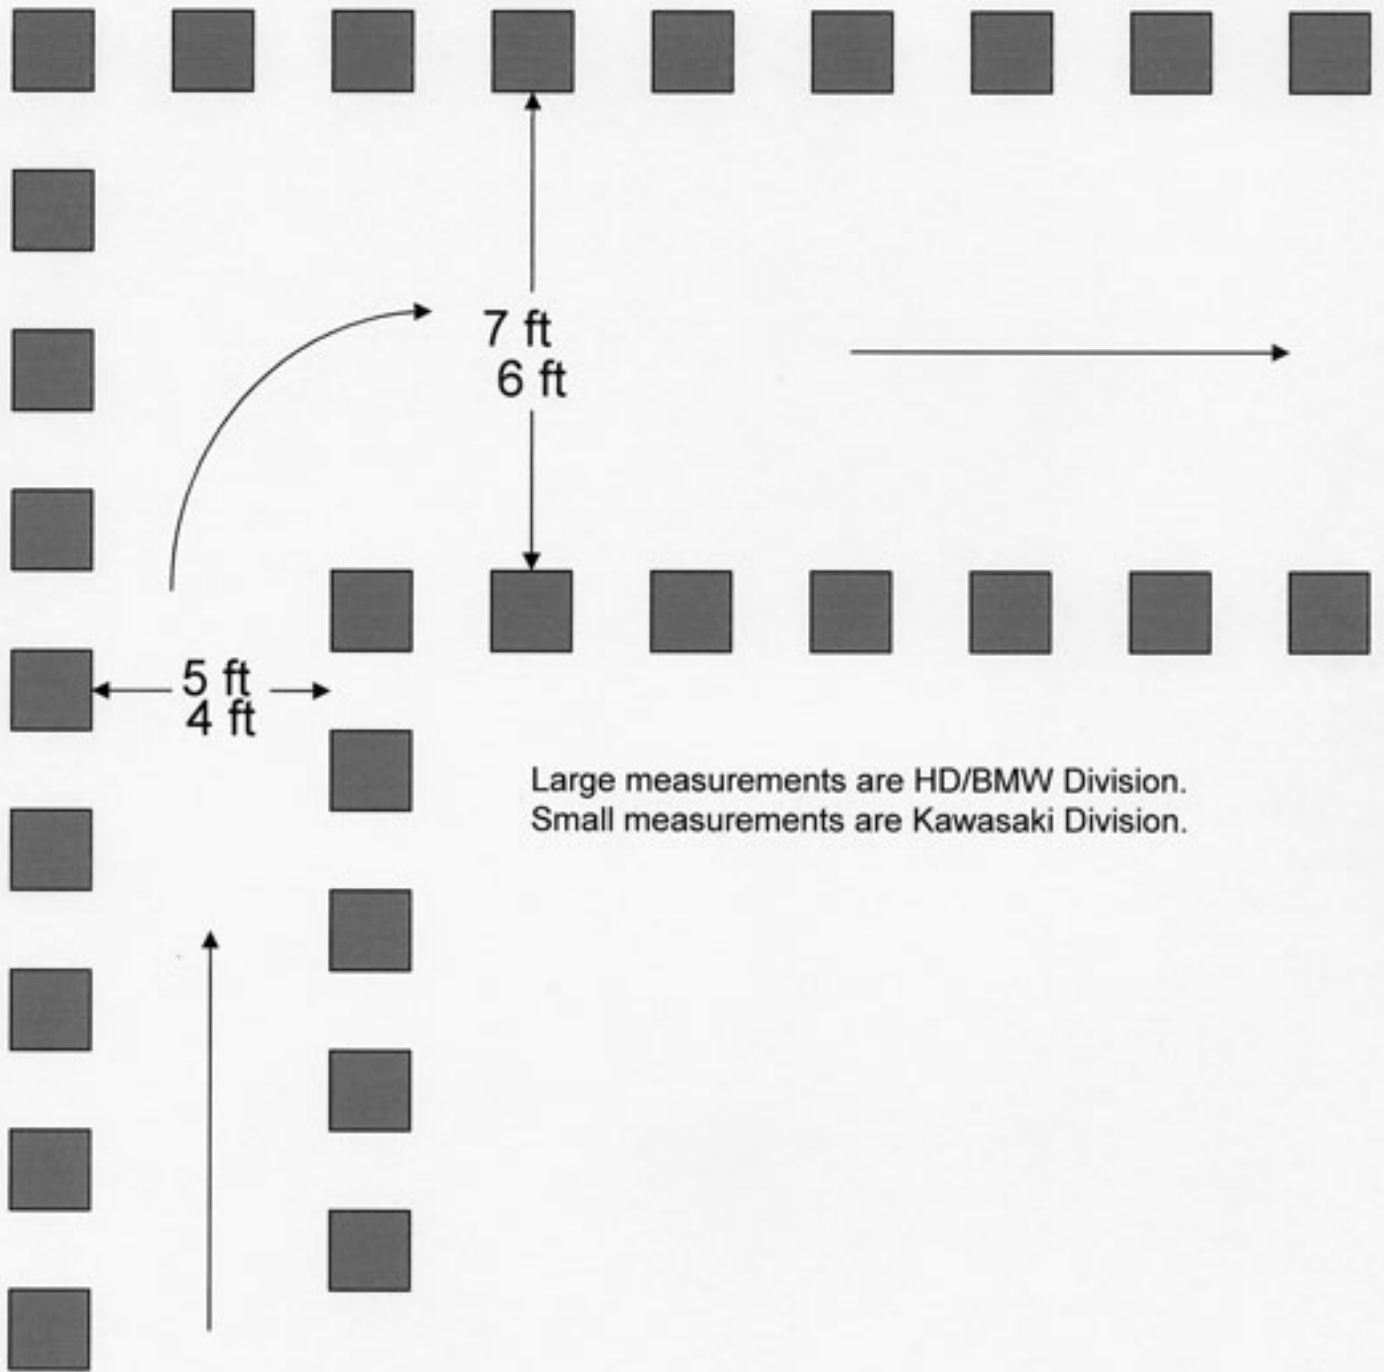 7 ft
6 ft
5 ft
4 ft
Large measurements are HD/BMW Division.
Small measurements are Kawasaki Division.